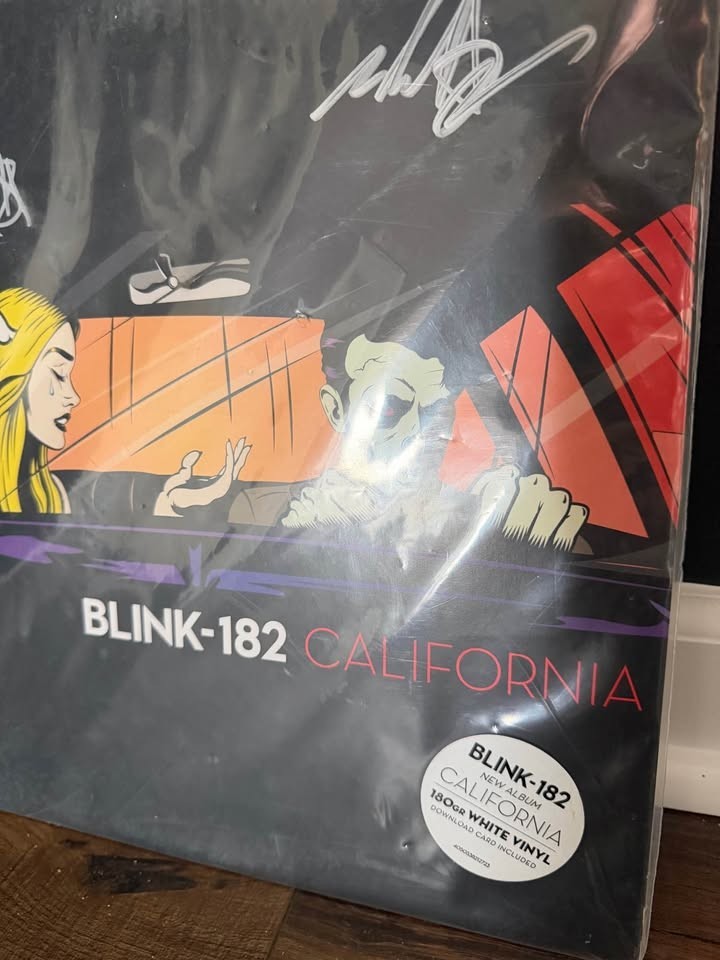 BLINK-182 CALIFORNIA
BLINK-182
NEW ALBUM
CALIFORNIA
180GR WHITE VINYL
DOWNLOAD CARD INCLUDED